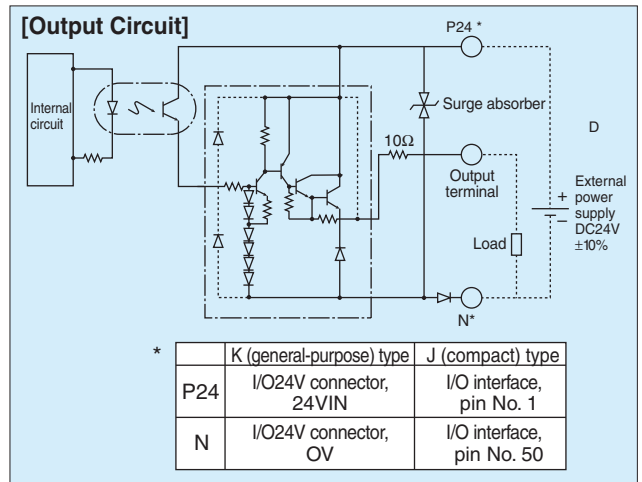 [Output Circuit]
P24 *
Internal
circuit
Surge absorber
D
10Ω
Output
terminal
External
power
supply
DC24V
±10%
+
−
Load
N*
*
K (general-purpose) type
J (compact) type
P24
I/O24V connector,
24VIN
I/O interface,
pin No. 1
N
I/O24V connector,
OV
I/O interface,
pin No. 50